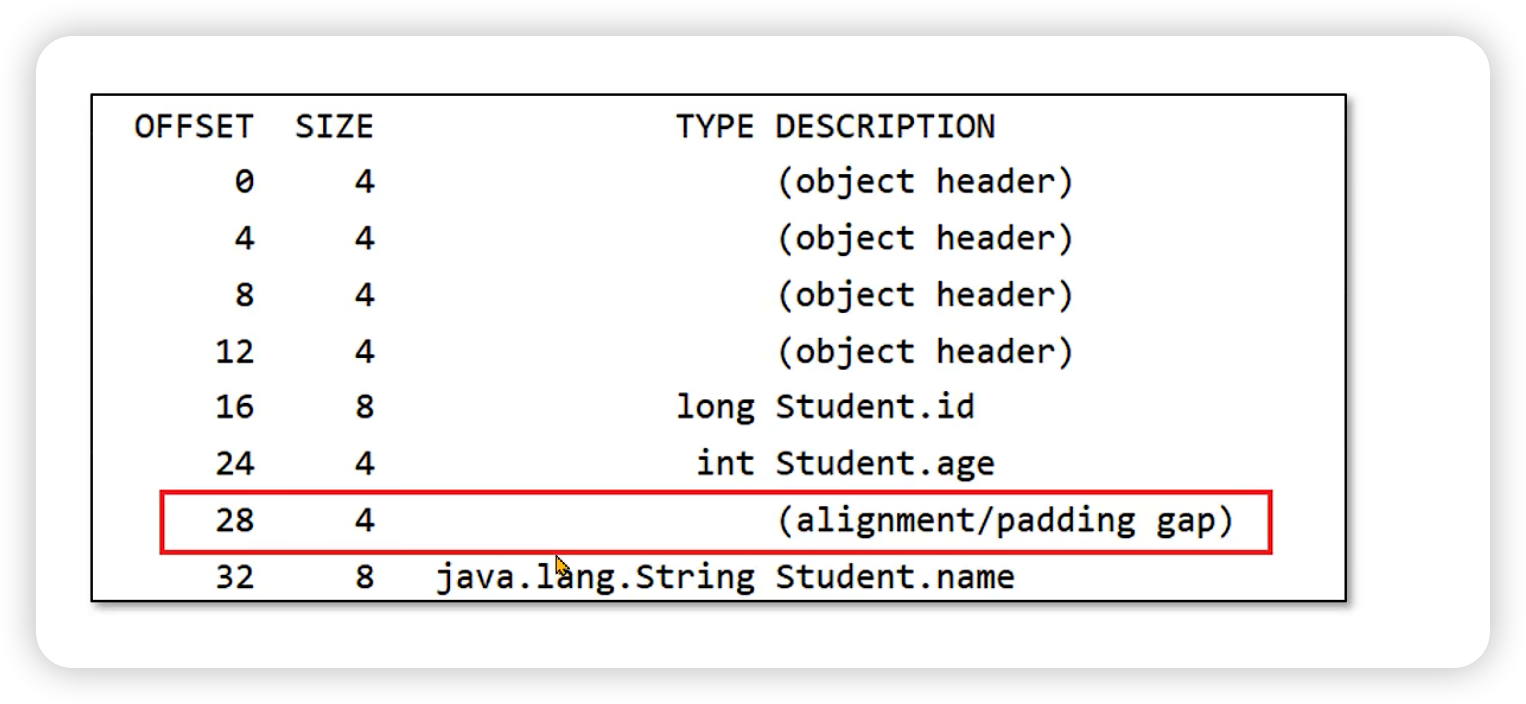 OFFSET SIZE TYPE DESCRIPTION
0 4 (object header)
4 4 (object header)
8 4 (object header)
12 4 (object header)
16 8 long Student.id
24 4 int Student.age
28 4 (alignment/padding gap)
32 8 java.lang.String Student.name